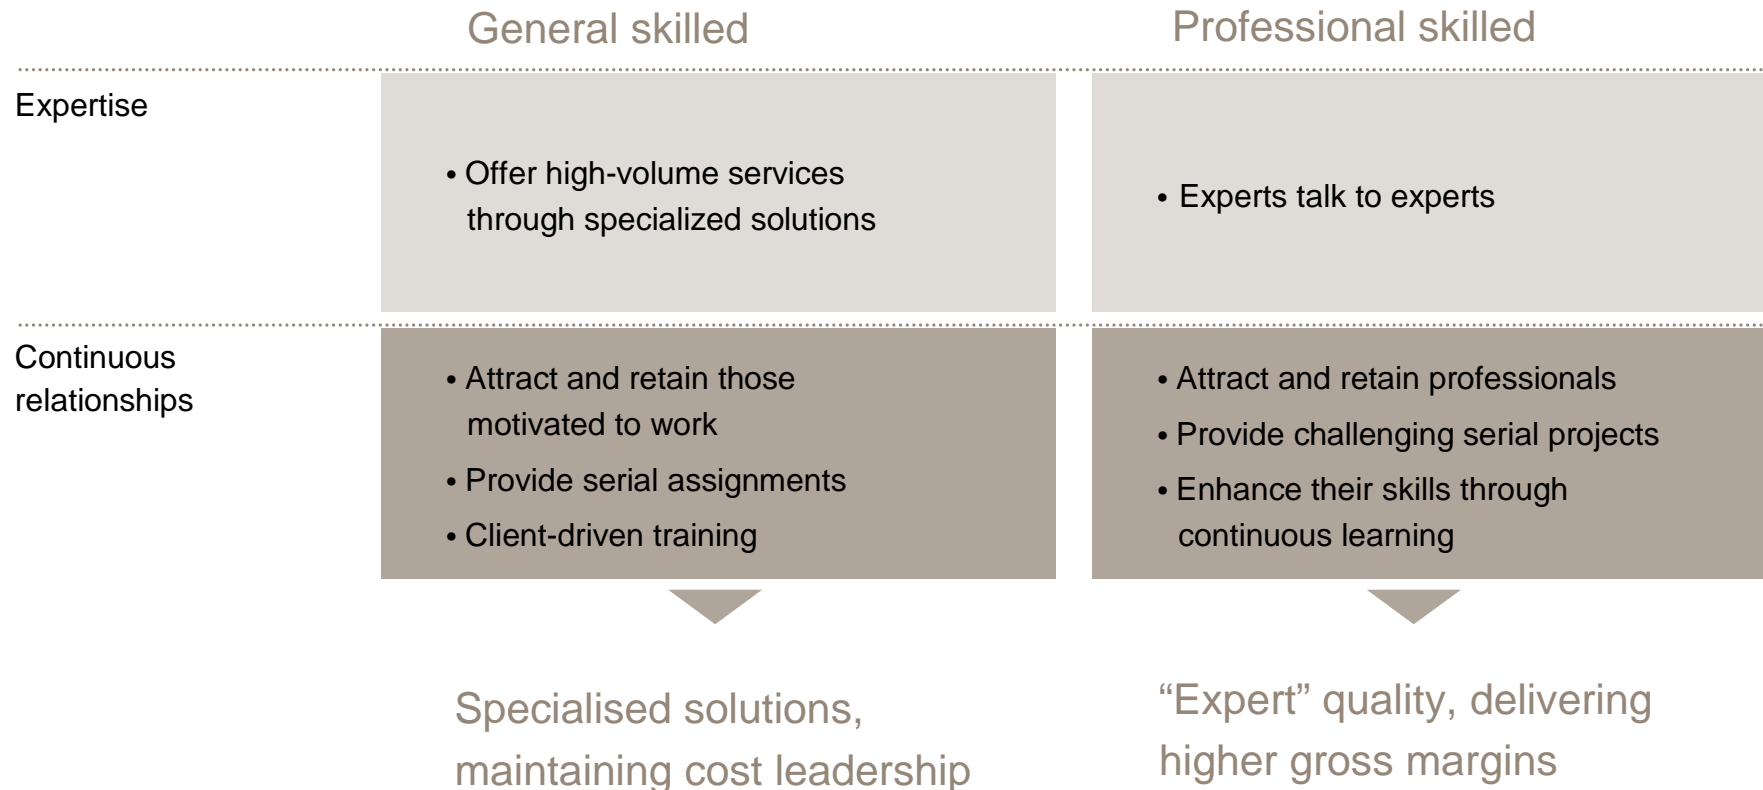 General skilled
Professional skilled
Expertise
• Offer high-volume services
through specialized solutions
• Experts talk to experts
Continuous
relationships
• Attract and retain those
motivated to work
• Provide serial assignments
• Client-driven training
• Attract and retain professionals
• Provide challenging serial projects
• Enhance their skills through
continuous learning
Specialised solutions,
maintaining cost leadership
“Expert” quality, delivering
higher gross margins